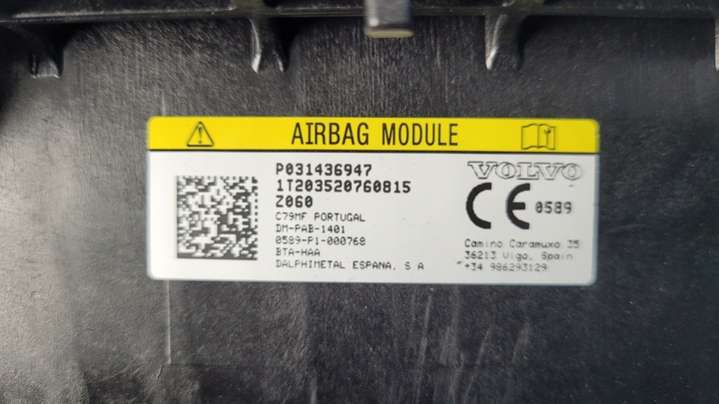 AIRBAG MODULE
P031436947
1T203520760815
Z060
C79MF PORTUGAL
DM-PAB-1401
0589-P1-000768
BTA-HAA
DALPHIMETAL ESPANA, S A
VOLVO
CE 0589
Camino Caramuxo 35
36213 Vigo, Spain
+34 986293129